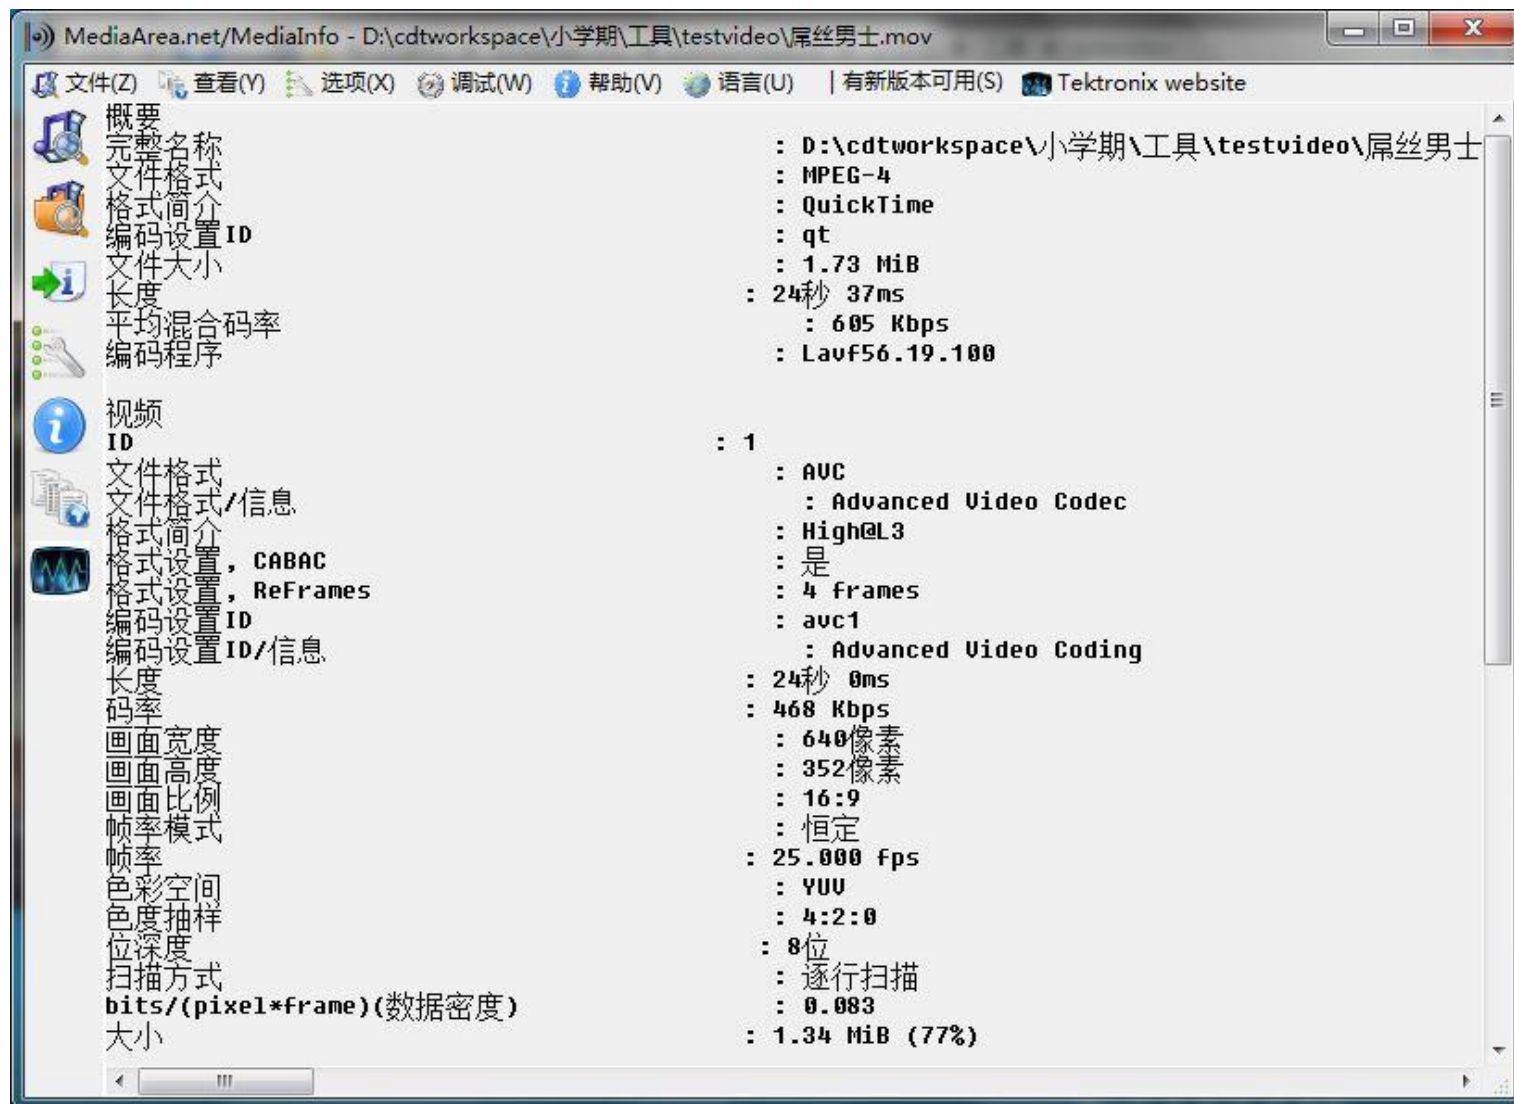 MediaArea.net/MediaInfo - D:\cdtworkspace\小学期\工具\testvideo\屌丝男士.mov
文件(Z) 查看(Y) 选项(X) 调试(W) 帮助(V) 语言(U) | 有新版本可用(S) Tektronix website
概要
完整名称 : D:\cdtworkspace\小学期\工具\testvideo\屌丝男士
文件格式 : MPEG-4
格式简介 : QuickTime
编码设置ID : qt
文件大小 : 1.73 MiB
长度 : 24秒 37ms
平均混合码率 : 605 Kbps
编码程序 : Lavf56.19.100
视频
ID : 1
文件格式 : AVC
文件格式/信息 : Advanced Video Codec
格式简介 : High@L3
格式设置, CABAC : 是
格式设置, ReFrames : 4 frames
编码设置ID : avc1
编码设置ID/信息 : Advanced Video Coding
长度 : 24秒 0ms
码率 : 468 Kbps
画面宽度 : 640像素
画面高度 : 352像素
画面比例 : 16:9
帧率模式 : 恒定
帧率 : 25.000 fps
色彩空间 : YUV
色度抽样 : 4:2:0
位深度 : 8位
扫描方式 : 逐行扫描
bits/(pixel*frame)(数据密度) : 0.083
大小 : 1.34 MiB (77%)